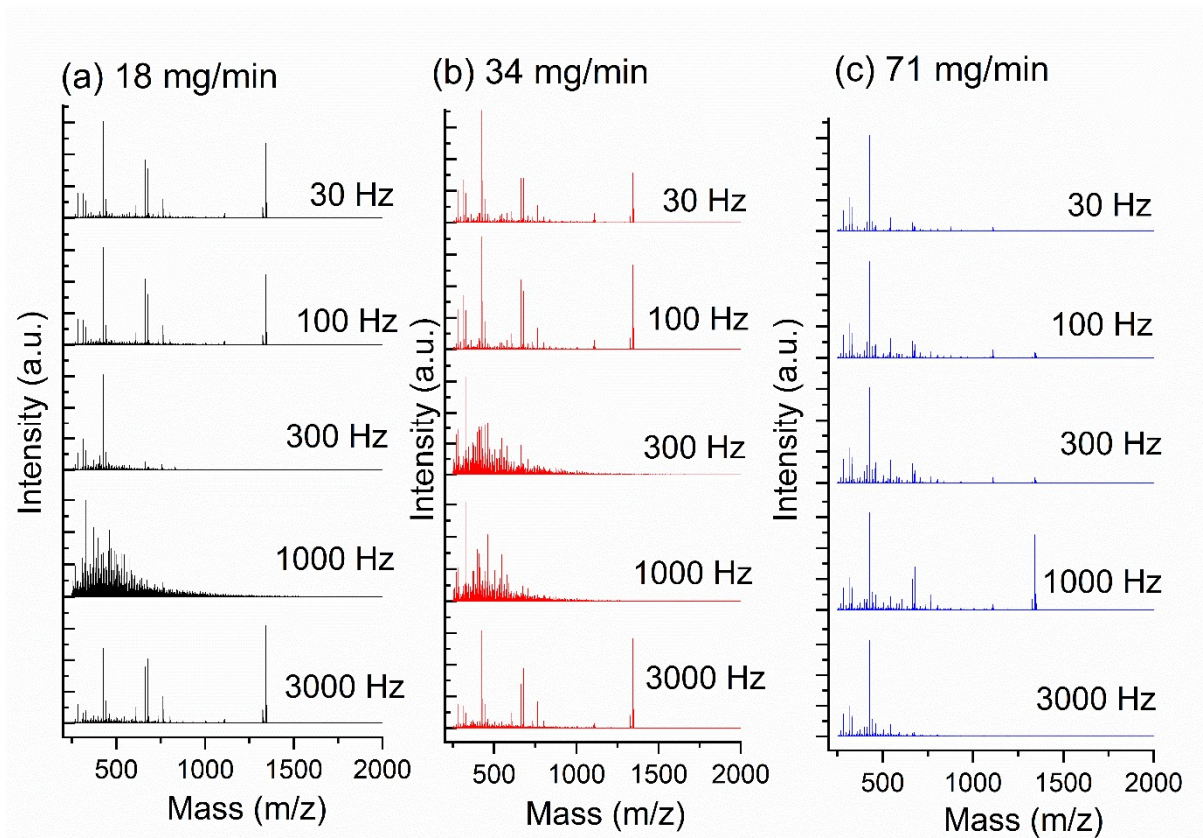 (a) 18 mg/min
30 Hz
100 Hz
300 Hz
1000 Hz
3000 Hz
Intensity (a.u.)
500 1000 1500 2000
Mass (m/z)
(b) 34 mg/min
30 Hz
100 Hz
300 Hz
1000 Hz
3000 Hz
Intensity (a.u.)
500 1000 1500 2000
Mass (m/z)
(c) 71 mg/min
30 Hz
100 Hz
300 Hz
1000 Hz
3000 Hz
Intensity (a.u.)
500 1000 1500 2000
Mass (m/z)